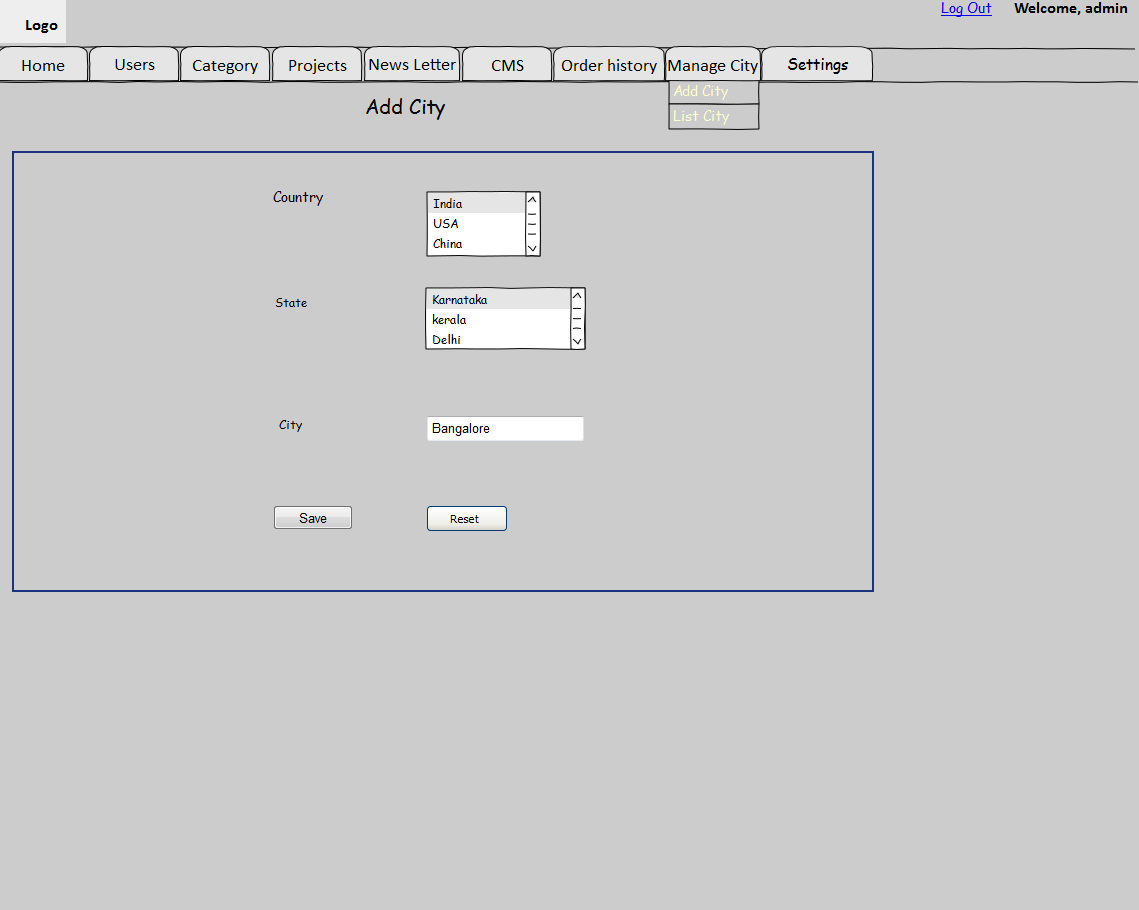 Log Out Welcome, admin
Logo
Home Users Category Projects News Letter CMS Order history Manage City Settings
Add City
List City
Add City
Country
India
USA
China
State
Karnataka
kerala
Delhi
City
Bangalore
Save Reset